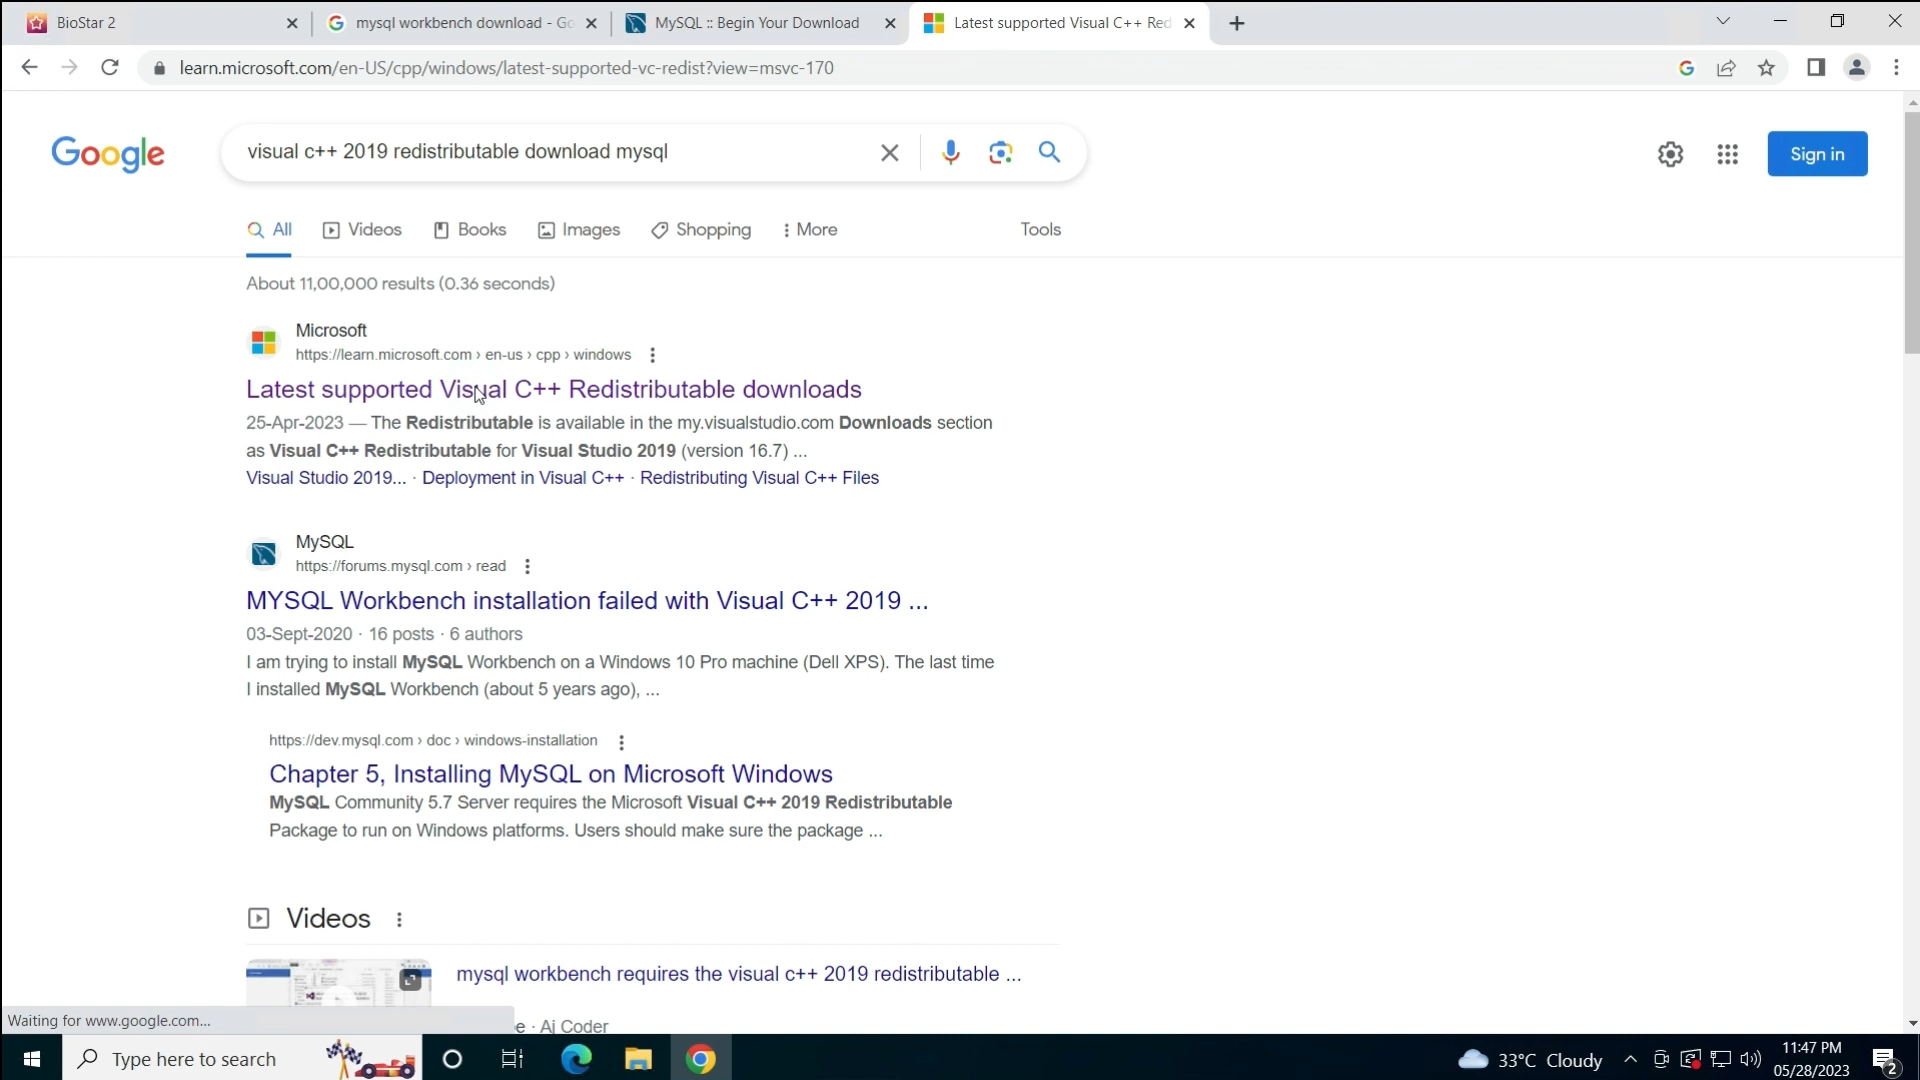 BioStar 2
mysql workbench download - Go
MySQL :: Begin Your Download
Latest supported Visual C++ Red
learn.microsoft.com/en-US/cpp/windows/latest-supported-vc-redist?view=msvc-170
Google
visual c++ 2019 redistributable download mysql
Sign in
All
Videos
Books
Images
Shopping
More
Tools
About 11,00,000 results (0.36 seconds)
Microsoft
https://learn.microsoft.com › en-us › cpp › windows
Latest supported Visual C++ Redistributable downloads
25-Apr-2023 — The Redistributable is available in the my.visualstudio.com Downloads section
as Visual C++ Redistributable for Visual Studio 2019 (version 16.7) ...
Visual Studio 2019... · Deployment in Visual C++ · Redistributing Visual C++ Files
MySQL
https://forums.mysql.com › read
MYSQL Workbench installation failed with Visual C++ 2019 ...
03-Sept-2020 · 16 posts · 6 authors
I am trying to install MySQL Workbench on a Windows 10 Pro machine (Dell XPS). The last time
I installed MySQL Workbench (about 5 years ago), ...
https://dev.mysql.com › doc › windows-installation
Chapter 5, Installing MySQL on Microsoft Windows
MySQL Community 5.7 Server requires the Microsoft Visual C++ 2019 Redistributable
Package to run on Windows platforms. Users should make sure the package ...
Videos
mysql workbench requires the visual c++ 2019 redistributable ...
e · Aj Coder
Waiting for www.google.com...
Type here to search
33°C Cloudy
11:47 PM
05/28/2023
2